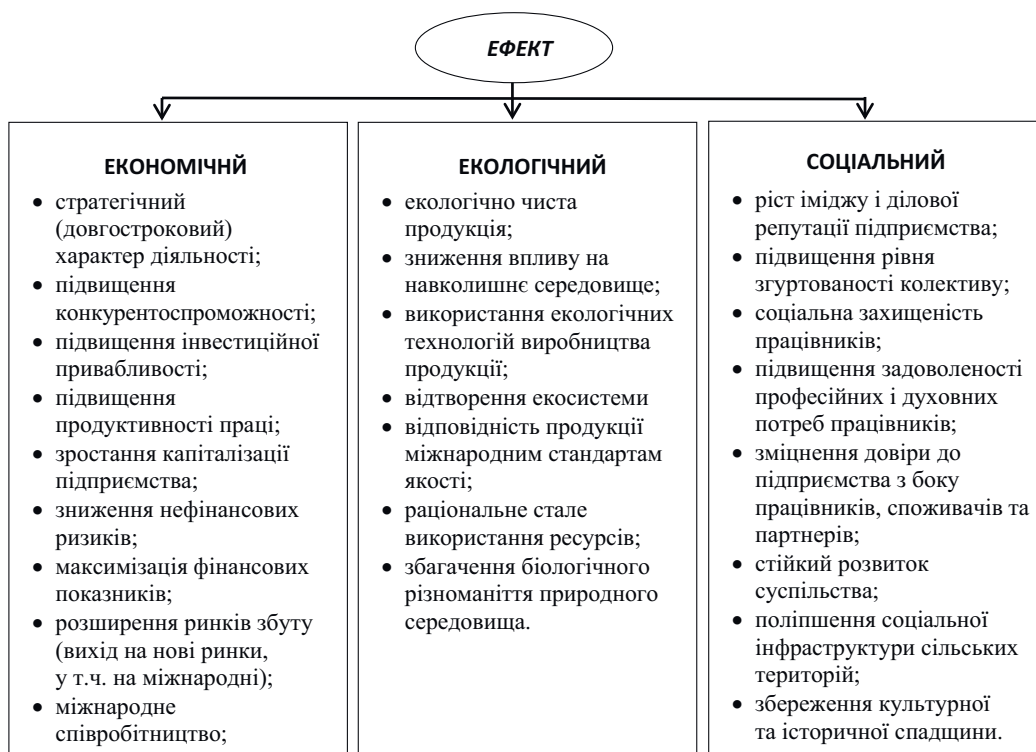 ЕФЕКТ
ЕКОНОМІЧНЙ
• стратегічний
(довгостроковий)
характер діяльності;
• підвищення
конкурентоспроможності;
• підвищення інвестиційної
привабливості;
• підвищення
продуктивності праці;
• зростання капіталізації
підприємства;
• зниження нефінансових
ризиків;
• максимізація фінансових
показників;
• розширення ринків збуту
(вихід на нові ринки,
у т.ч. на міжнародні);
• міжнародне
співробітництво;
ЕКОЛОГІЧНИЙ
• екологічно чиста
продукція;
• зниження впливу на
навколишнє середовище;
• використання екологічних
технологій виробництва
продукції;
• відтворення екосистеми
• відповідність продукції
міжнародним стандартам
якості;
• раціональне стале
використання ресурсів;
• збагачення біологічного
різноманіття природного
середовища.
СОЦІАЛЬНИЙ
• ріст іміджу і ділової
репутації підприємства;
• підвищення рівня
згуртованості колективу;
• соціальна захищеність
працівників;
• підвищення задоволеності
професійних і духовних
потреб працівників;
• зміцнення довіри до
підприємства з боку
працівників, споживачів та
партнерів;
• стійкий розвиток
суспільства;
• поліпшення соціальної
інфраструктури сільських
територій;
• збереження культурної
та історичної спадщини.